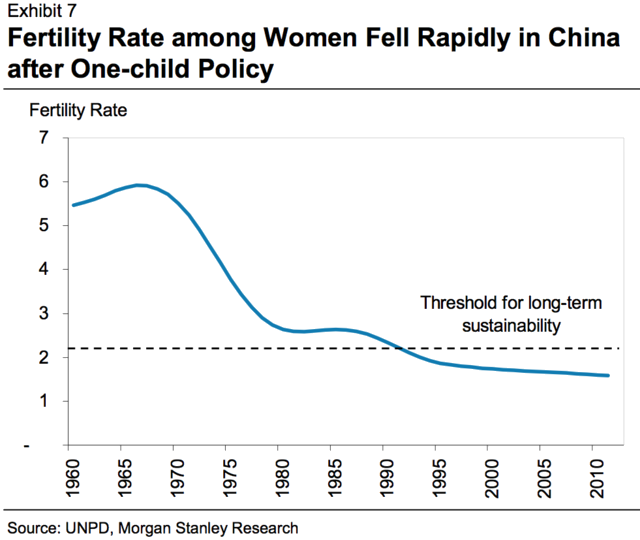 Exhibit 7
Fertility Rate among Women Fell Rapidly in China
after One-child Policy
Fertility Rate
7
6
5
4
3
2
1
-
Threshold for long-term
sustainability
1960
1965
1970
1975
1980
1985
1990
1995
2000
2005
2010
Source: UNPD, Morgan Stanley Research